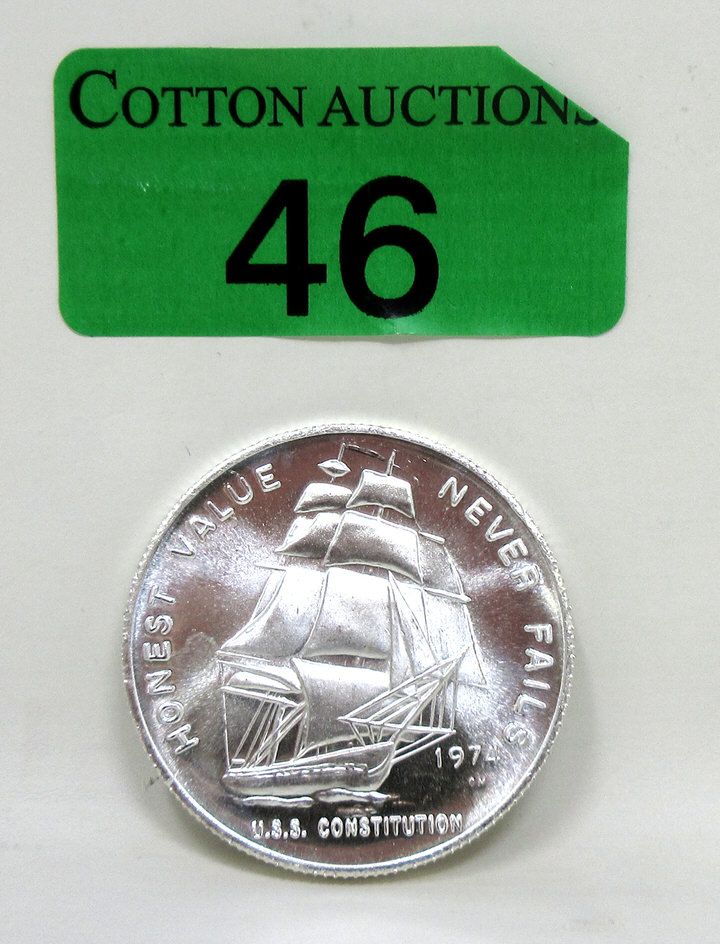 COTTON AUCTIONS
46
HONEST VALUE NEVER FAILS
1974
U.S.S. CONSTITUTION